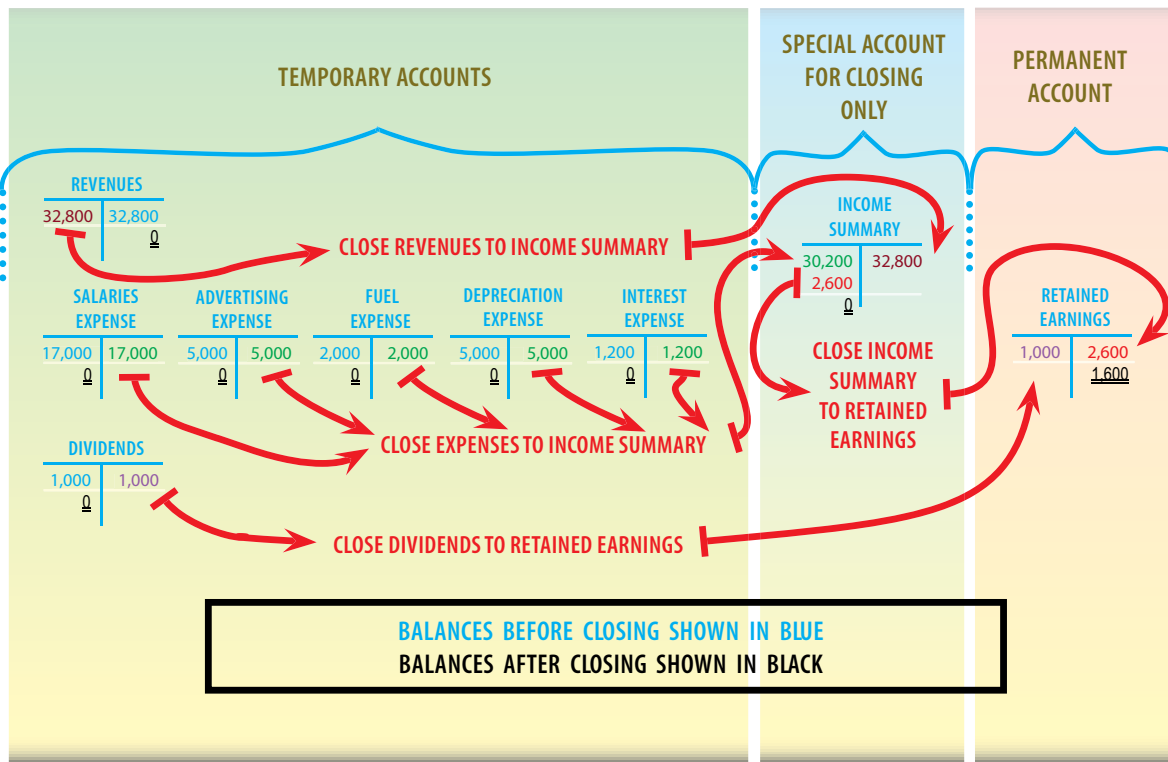 TEMPORARY ACCOUNTS
SPECIAL ACCOUNT
FOR CLOSING
ONLY
PERMANENT
ACCOUNT
REVENUES
32,800 32,800
0
CLOSE REVENUES TO INCOME SUMMARY
INCOME
SUMMARY
30,200 32,800
2,600
0
SALARIES
EXPENSE
17,000 17,000
0
ADVERTISING
EXPENSE
5,000 5,000
0
FUEL
EXPENSE
2,000 2,000
0
DEPRECIATION
EXPENSE
5,000 5,000
0
INTEREST
EXPENSE
1,200 1,200
0
CLOSE INCOME
SUMMARY
TO RETAINED
EARNINGS
RETAINED
EARNINGS
1,000 2,600
1,600
CLOSE EXPENSES TO INCOME SUMMARY
DIVIDENDS
1,000 1,000
0
CLOSE DIVIDENDS TO RETAINED EARNINGS
BALANCES BEFORE CLOSING SHOWN IN BLUE
BALANCES AFTER CLOSING SHOWN IN BLACK